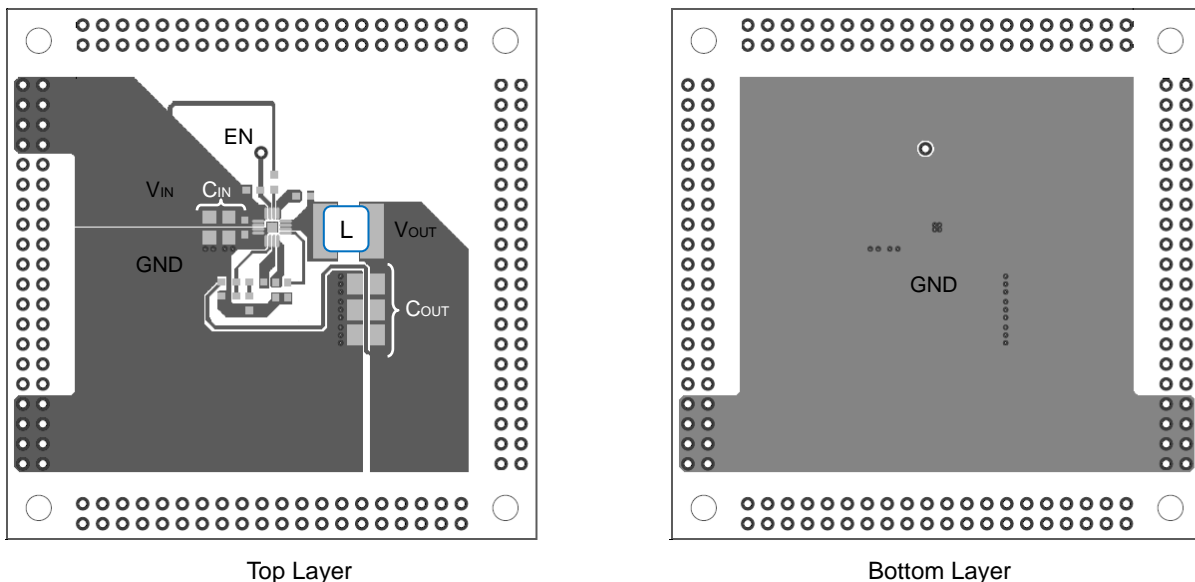 EN
VIN
CIN
L
VOUT
GND
COUT
GND
Top Layer
Bottom Layer